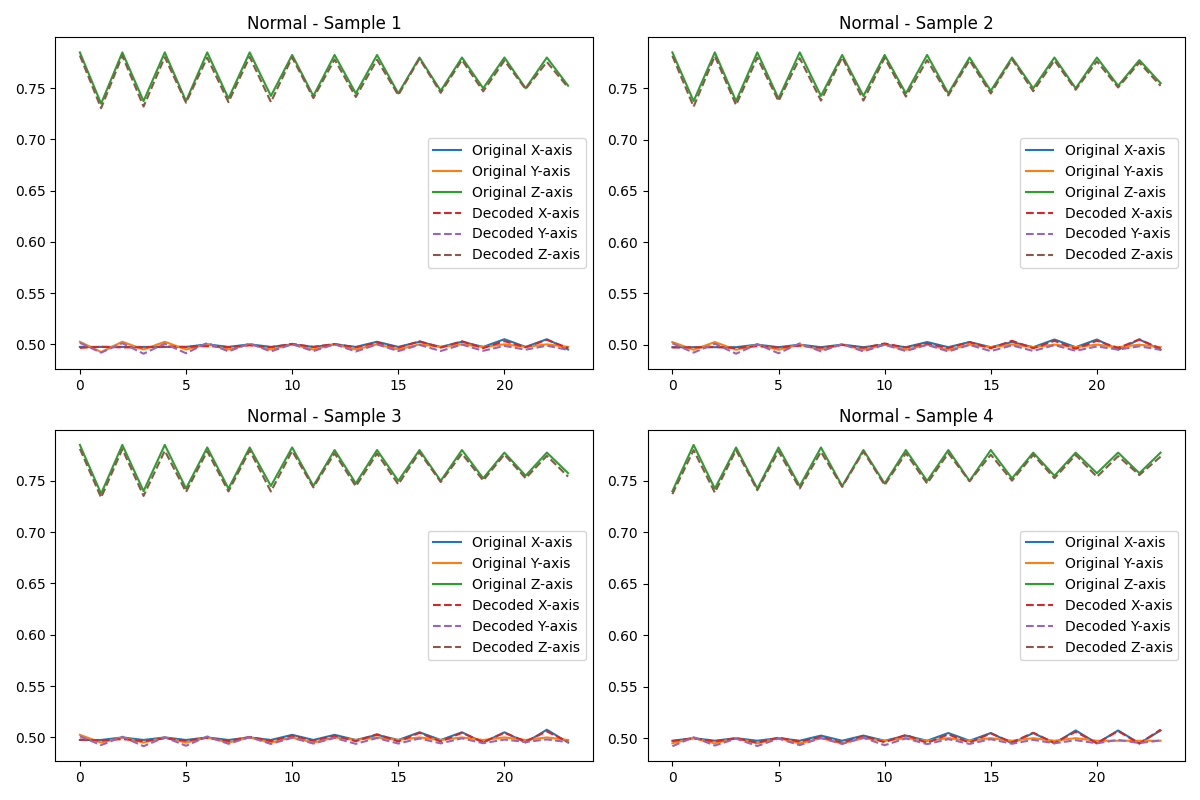 Normal - Sample 1
0.75
0.70
0.65
0.60
0.55
0.50
0 5 10 15 20
Original X-axis
Original Y-axis
Original Z-axis
Decoded X-axis
Decoded Y-axis
Decoded Z-axis
Normal - Sample 2
0.75
0.70
0.65
0.60
0.55
0.50
0 5 10 15 20
Original X-axis
Original Y-axis
Original Z-axis
Decoded X-axis
Decoded Y-axis
Decoded Z-axis
Normal - Sample 3
0.75
0.70
0.65
0.60
0.55
0.50
0 5 10 15 20
Original X-axis
Original Y-axis
Original Z-axis
Decoded X-axis
Decoded Y-axis
Decoded Z-axis
Normal - Sample 4
0.75
0.70
0.65
0.60
0.55
0.50
0 5 10 15 20
Original X-axis
Original Y-axis
Original Z-axis
Decoded X-axis
Decoded Y-axis
Decoded Z-axis